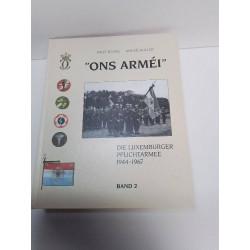 "ONS ARMÉI"
DIE LUXEMBURGER
PFLICHTARMEE
1944-1967
BAND 2